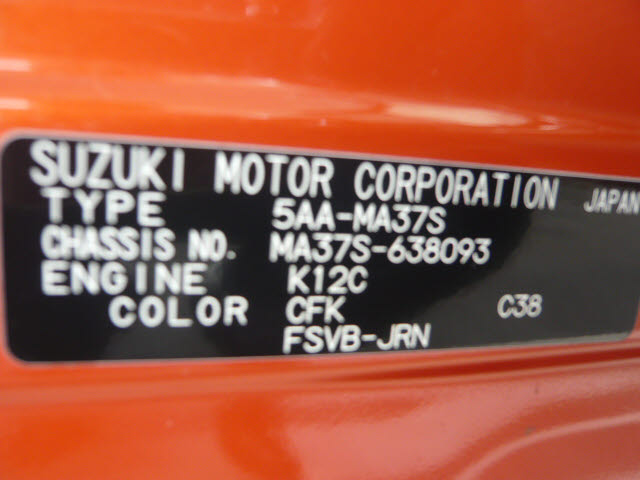 SUZUKI MOTOR CORPORATION JAPAN
TYPE 5AA-MA37S
CHASSIS NO. MA37S-638093
ENGINE K12C
COLOR CFK C38
FSVB-JRN